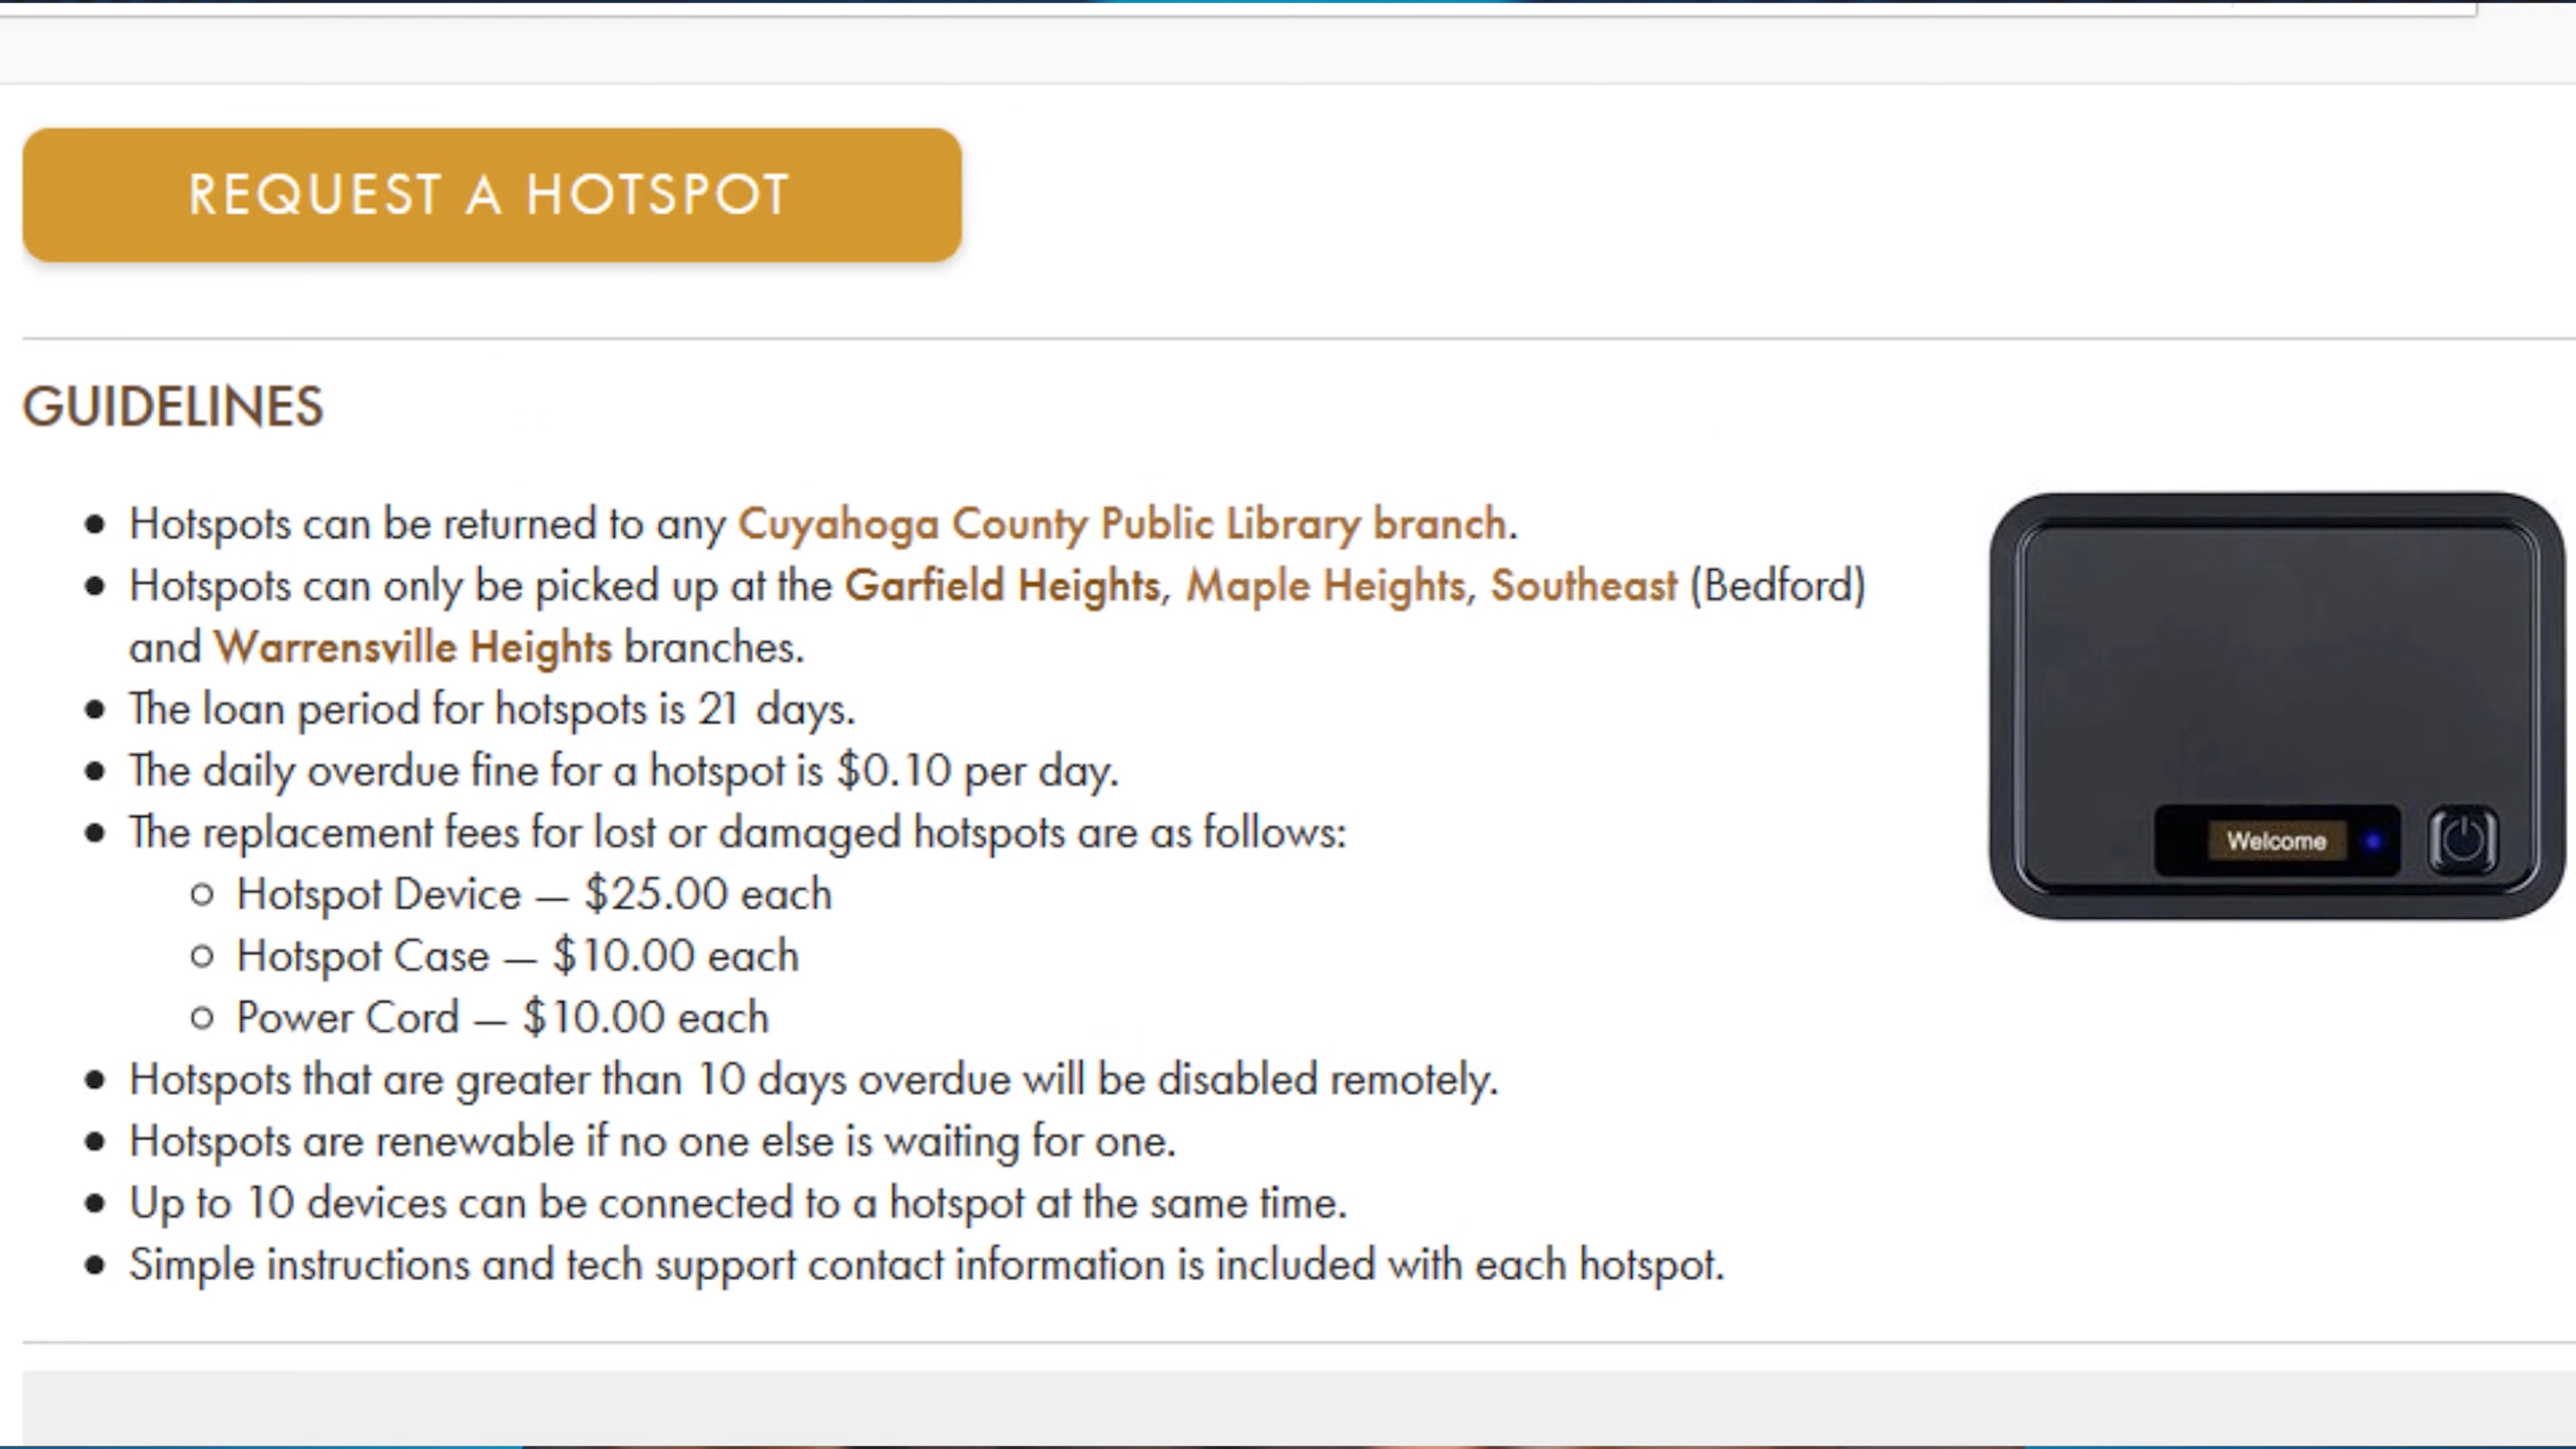 REQUEST A HOTSPOT
GUIDELINES
Hotspots can be returned to any Cuyahoga County Public Library branch.
Hotspots can only be picked up at the Garfield Heights, Maple Heights, Southeast (Bedford)
and Warrensville Heights branches.
The loan period for hotspots is 21 days.
The daily overdue fine for a hotspot is $0.10 per day.
The replacement fees for lost or damaged hotspots are as follows:
Hotspot Device — $25.00 each
Hotspot Case — $10.00 each
Power Cord — $10.00 each
Hotspots that are greater than 10 days overdue will be disabled remotely.
Hotspots are renewable if no one else is waiting for one.
Up to 10 devices can be connected to a hotspot at the same time.
Simple instructions and tech support contact information is included with each hotspot.
Welcome